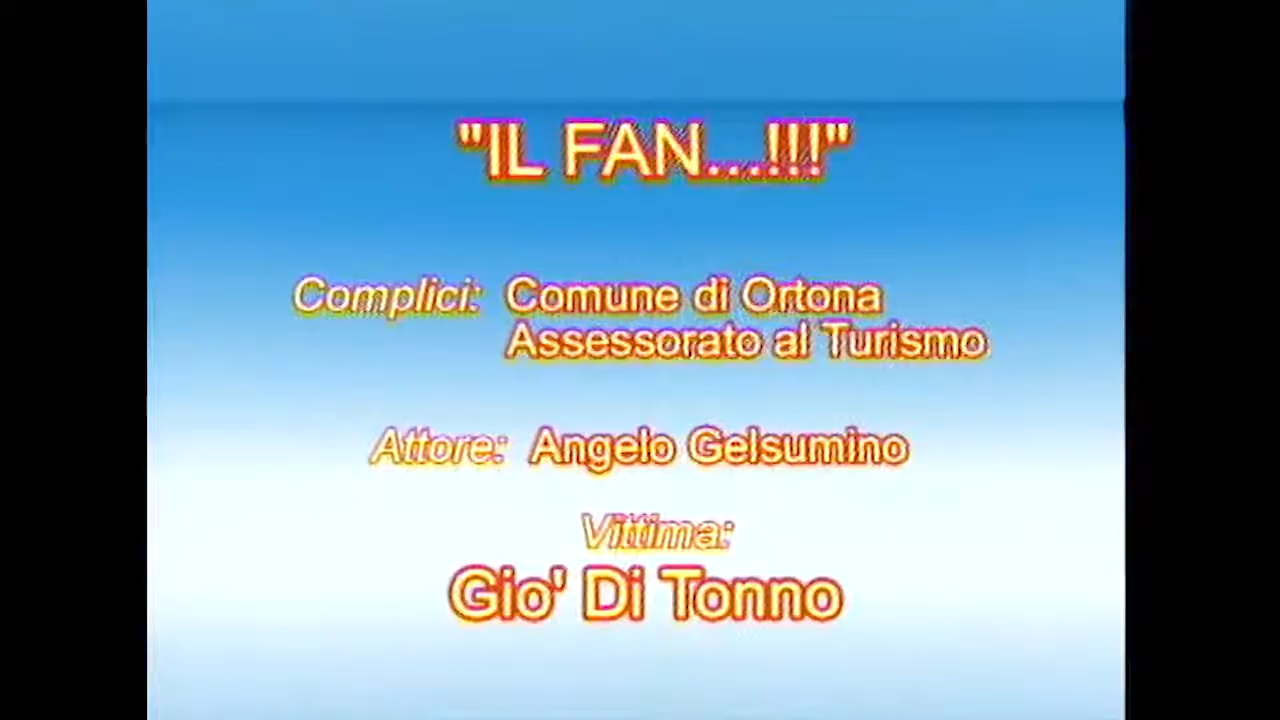 "IL FAN...!!!"
Complici: Comune di Ortona
Assessorato al Turismo
Attore: Angelo Gelsumino
Vittima:
Gio' Di Tonno